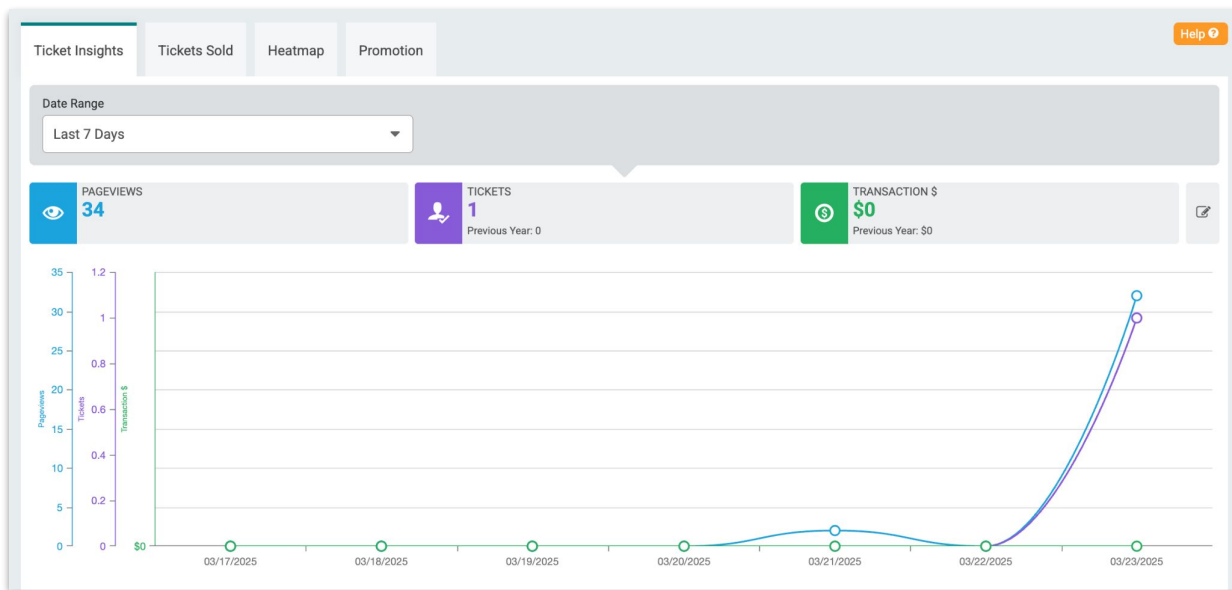 Ticket Insights
Tickets Sold
Heatmap
Promotion
Help
Date Range
Last 7 Days
PAGEVIEWS
34
TICKETS
1
Previous Year: 0
TRANSACTION $
$0
Previous Year: $0
Pageviews
35
30
25
20
15
10
5
0
Tickets
1.2
1
0.8
0.6
0.4
0.2
0
Transaction $
$0
03/17/2025
03/18/2025
03/19/2025
03/20/2025
03/21/2025
03/22/2025
03/23/2025